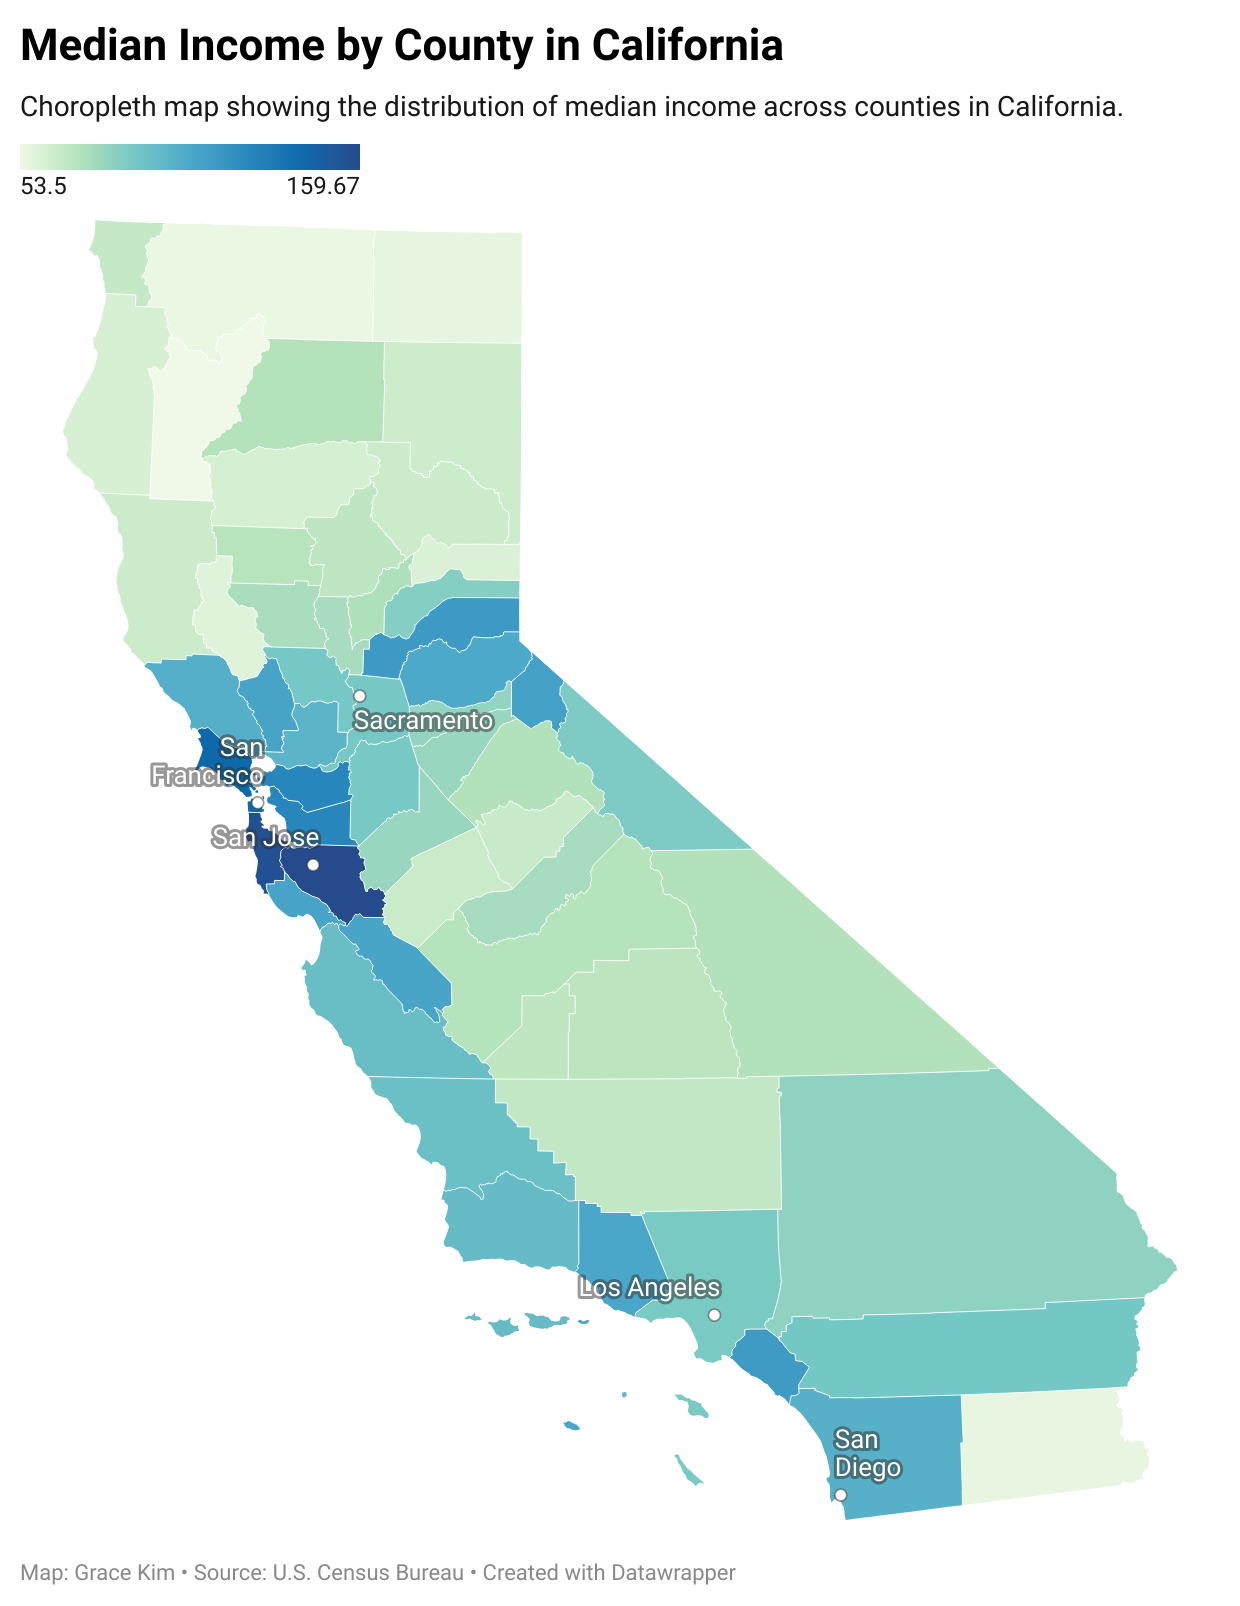 Median Income by County in California
Choropleth map showing the distribution of median income across counties in California.
53.5 159.67
Sacramento
San
Francisco
San Jose
Los Angeles
San
Diego
Map: Grace Kim • Source: U.S. Census Bureau • Created with Datawrapper